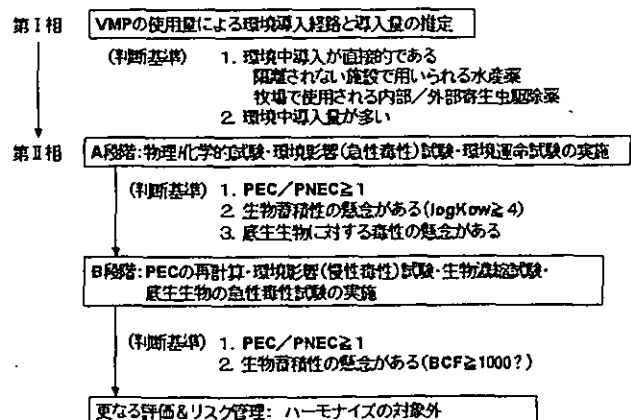 第Ⅰ相
VMPの使用量による環境導入経路と導入量の推定
(判断基準) 1. 環境中導入が直接的である
隔離されない施設で用いられる水産薬
牧場で使用される内部/外部寄生虫駆除薬
2. 環境中導入量が多い
第Ⅱ相
A段階:物理/化学的試験・環境影響(急性毒性)試験・環境運命試験の実施
(判断基準) 1. PEC/PNEC≧1
2. 生物蓄積性の懸念がある(logKow≧4)
3. 底生生物に対する毒性の懸念がある
B段階:PECの再計算・環境影響(慢性毒性)試験・生物濃縮試験・
底生生物の急性毒性試験の実施
(判断基準) 1. PEC/PNEC≧1
2. 生物蓄積性の懸念がある(BCF≧1000?)
更なる評価&リスク管理: ハーモナイズの対象外